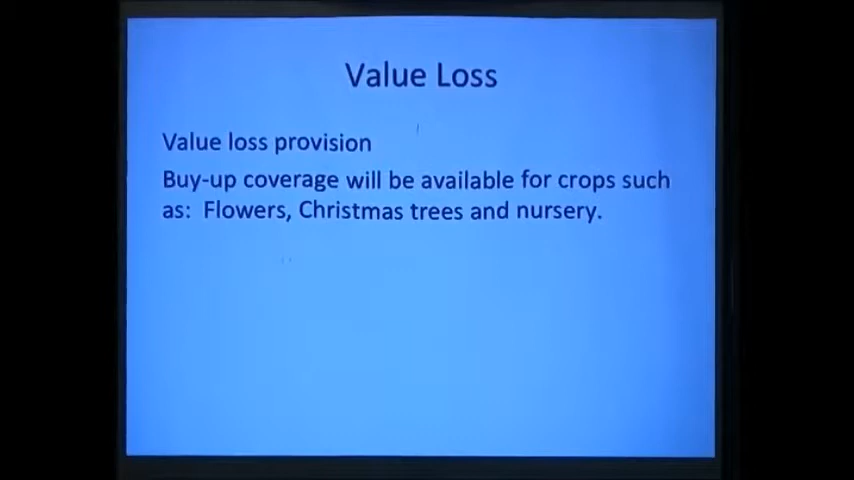 Value Loss
Value loss provision
Buy-up coverage will be available for crops such
as: Flowers, Christmas trees and nursery.